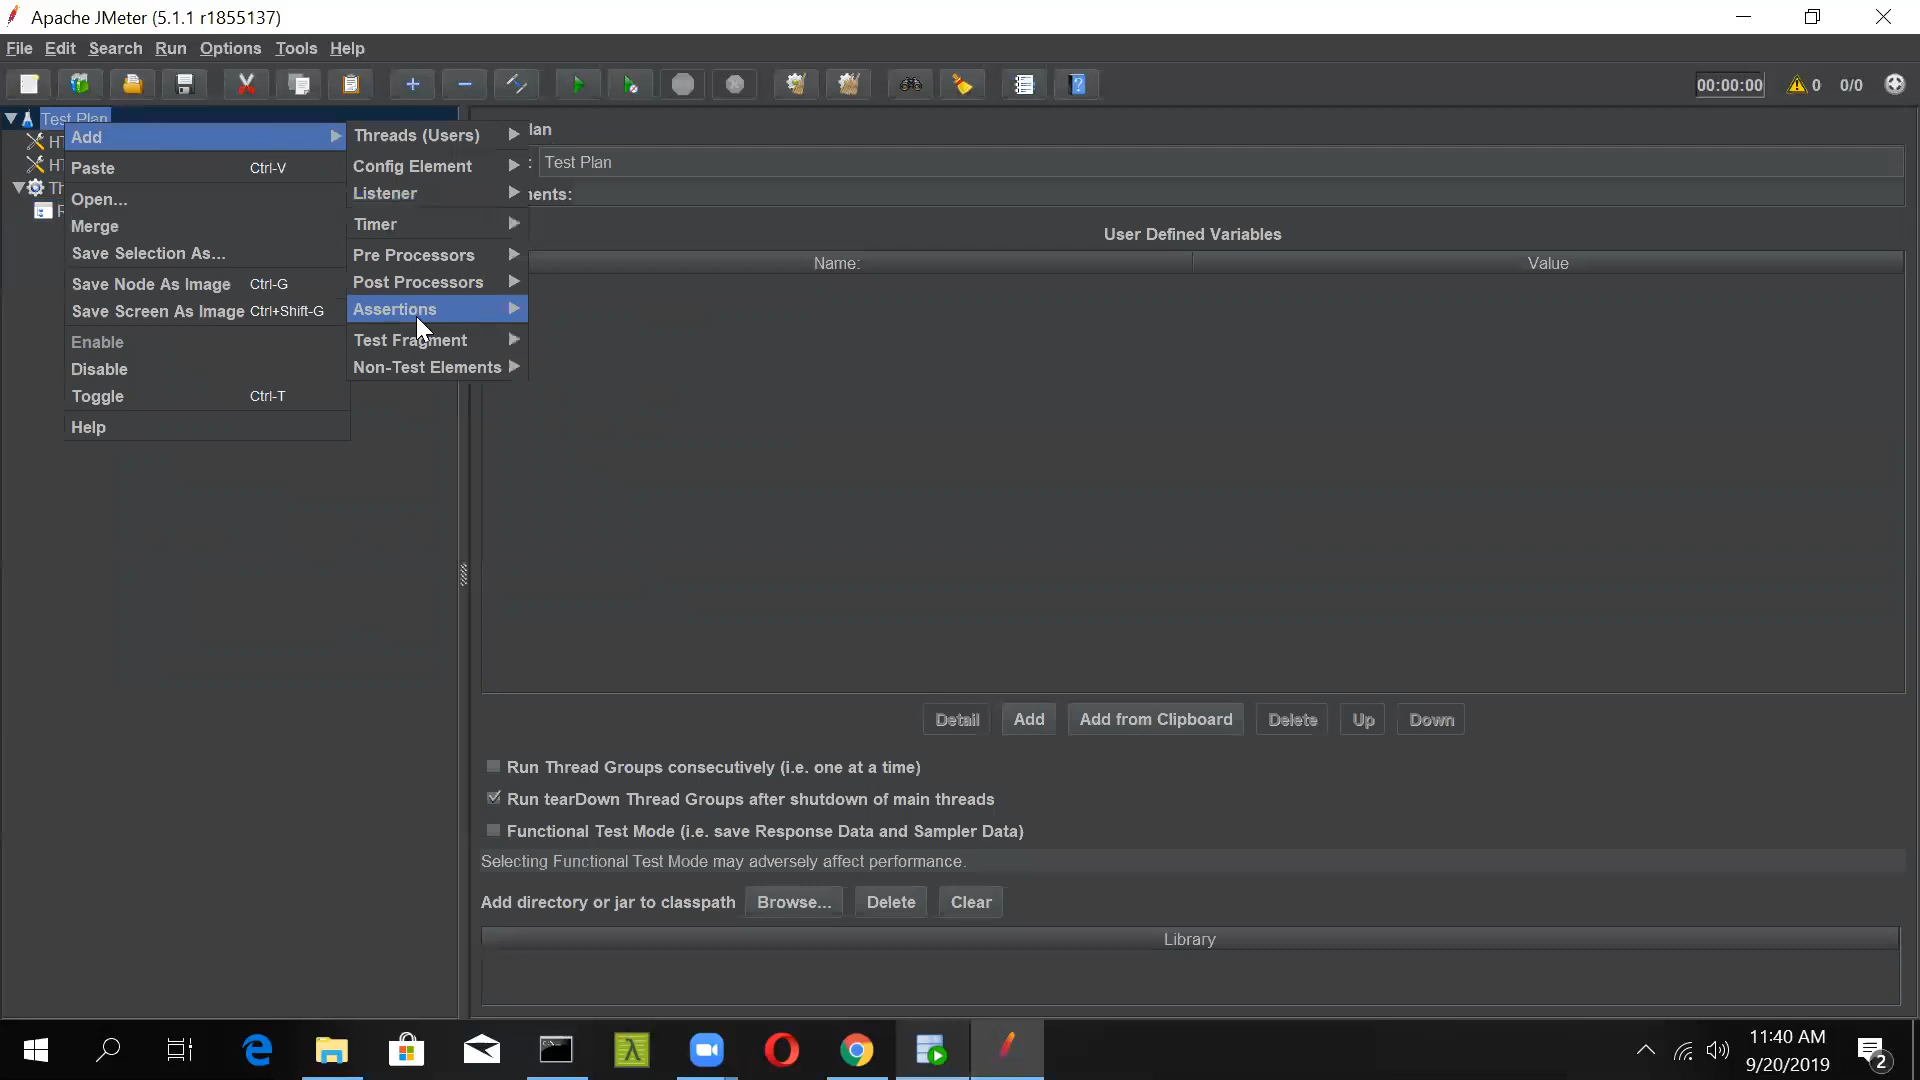 Apache JMeter (5.1.1 r1855137)
File Edit Search Run Options Tools Help
00:00:00 0 0/0
Test Plan
HT
HT
Th
R
Add
Paste Ctrl-V
Open...
Merge
Save Selection As...
Save Node As Image Ctrl-G
Save Screen As Image Ctrl+Shift-G
Enable
Disable
Toggle Ctrl-T
Help
Threads (Users)
Config Element
Listener
Timer
Pre Processors
Post Processors
Assertions
Test Fragment
Non-Test Elements
lan
: Test Plan
ents:
User Defined Variables
Name: Value
Detail Add Add from Clipboard Delete Up Down
Run Thread Groups consecutively (i.e. one at a time)
Run tearDown Thread Groups after shutdown of main threads
Functional Test Mode (i.e. save Response Data and Sampler Data)
Selecting Functional Test Mode may adversely affect performance.
Add directory or jar to classpath Browse... Delete Clear
Library
11:40 AM
9/20/2019
2